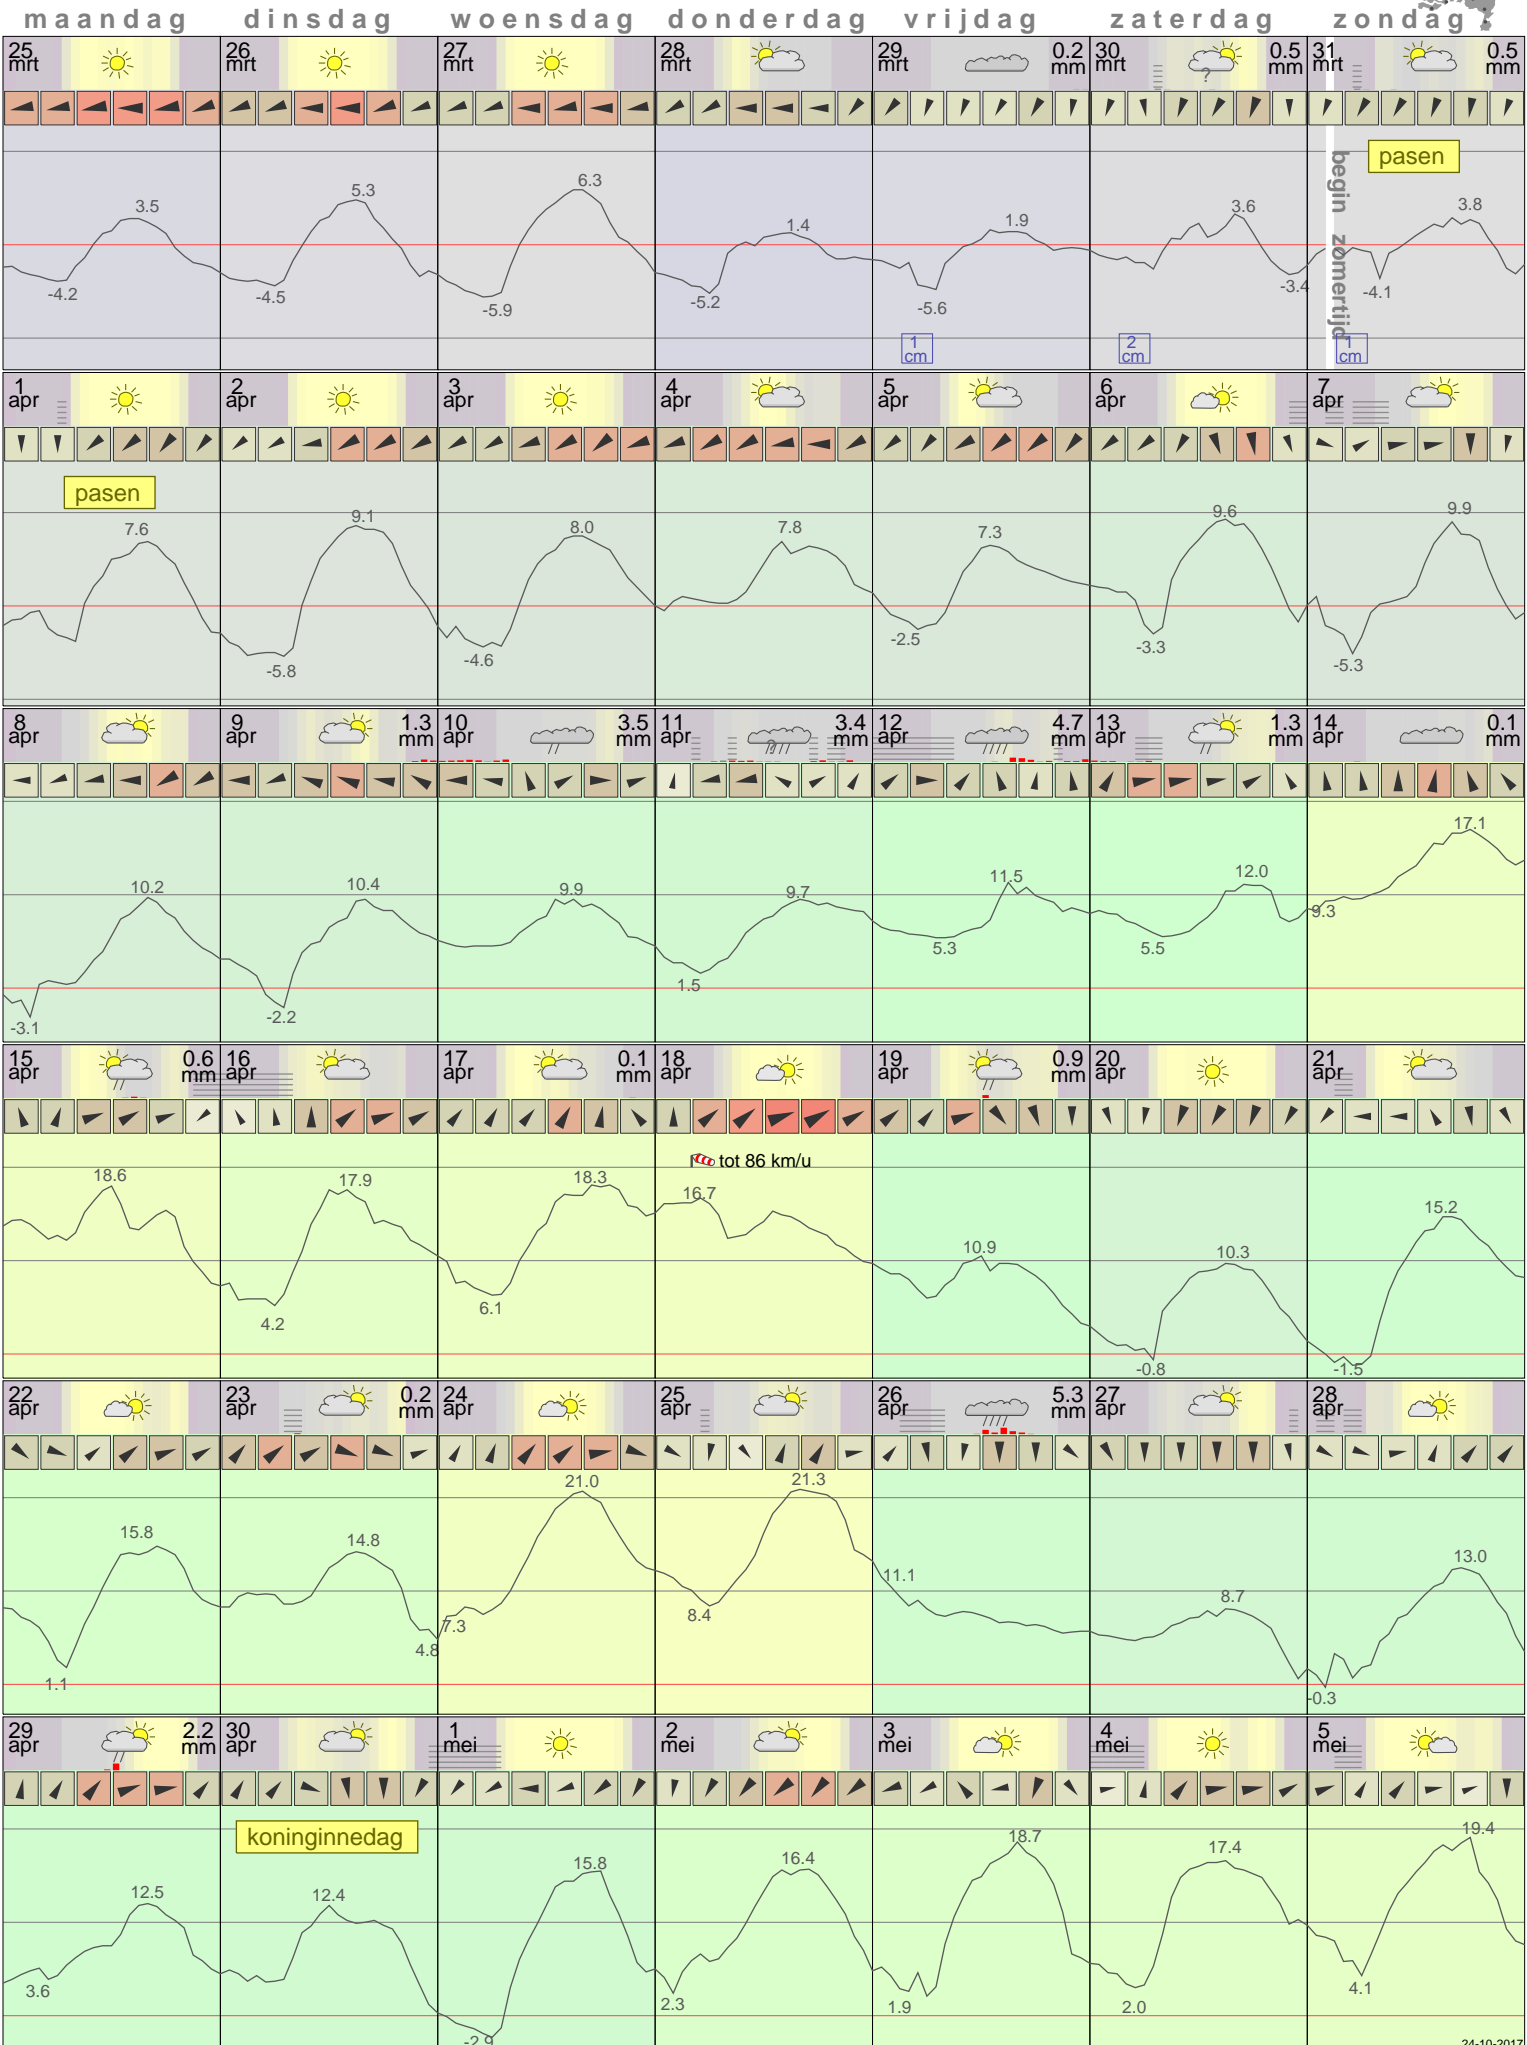 maandag dinsdag woensdag donderdag vrijdag zaterdag zondag
25 26 27 28 29 0.2 30 0.5 31 0.5
mrt mrt mrt mrt mrt mm mrt mm mrt mm
?
pasen
begin zomertijd
3.5 5.3 6.3 1.4 1.9 3.6 3.8
-4.2 -4.5 -5.9 -5.2 -5.6 -3.4 -4.1
1 2 1
cm cm cm
1 2 3 4 5 6 7
apr apr apr apr apr apr apr
pasen
7.6 9.1 8.0 7.8 7.3 9.6 9.9
-5.8 -4.6 -2.5 -3.3 -5.3
8 9 1.3 10 3.5 11 3.4 12 4.7 13 1.3 14 0.1
apr apr mm apr mm apr mm apr mm apr mm apr mm
?
10.2 10.4 9.9 9.7 11.5 12.0 17.1
-3.1 -2.2 1.5 5.3 5.5 9.3
15 0.6 16 17 0.1 18 19 0.9 20 21
apr mm apr apr mm apr apr mm apr apr
tot 86 km/u
18.6 17.9 18.3 16.7 10.9 10.3 15.2
4.2 6.1 -0.8 -1.5
22 23 0.2 24 25 26 5.3 27 28
apr apr mm apr apr apr mm apr apr
15.8 14.8 21.0 21.3 11.1 8.7 13.0
1.1 4.8 7.3 8.4 -0.3
29 2.2 30 1 2 3 4 5
apr mm apr mei mei mei mei mei
koninginnedag
12.5 12.4 15.8 16.4 18.7 17.4 19.4
3.6 -2.9 2.3 1.9 2.0 4.1
24-10-2017